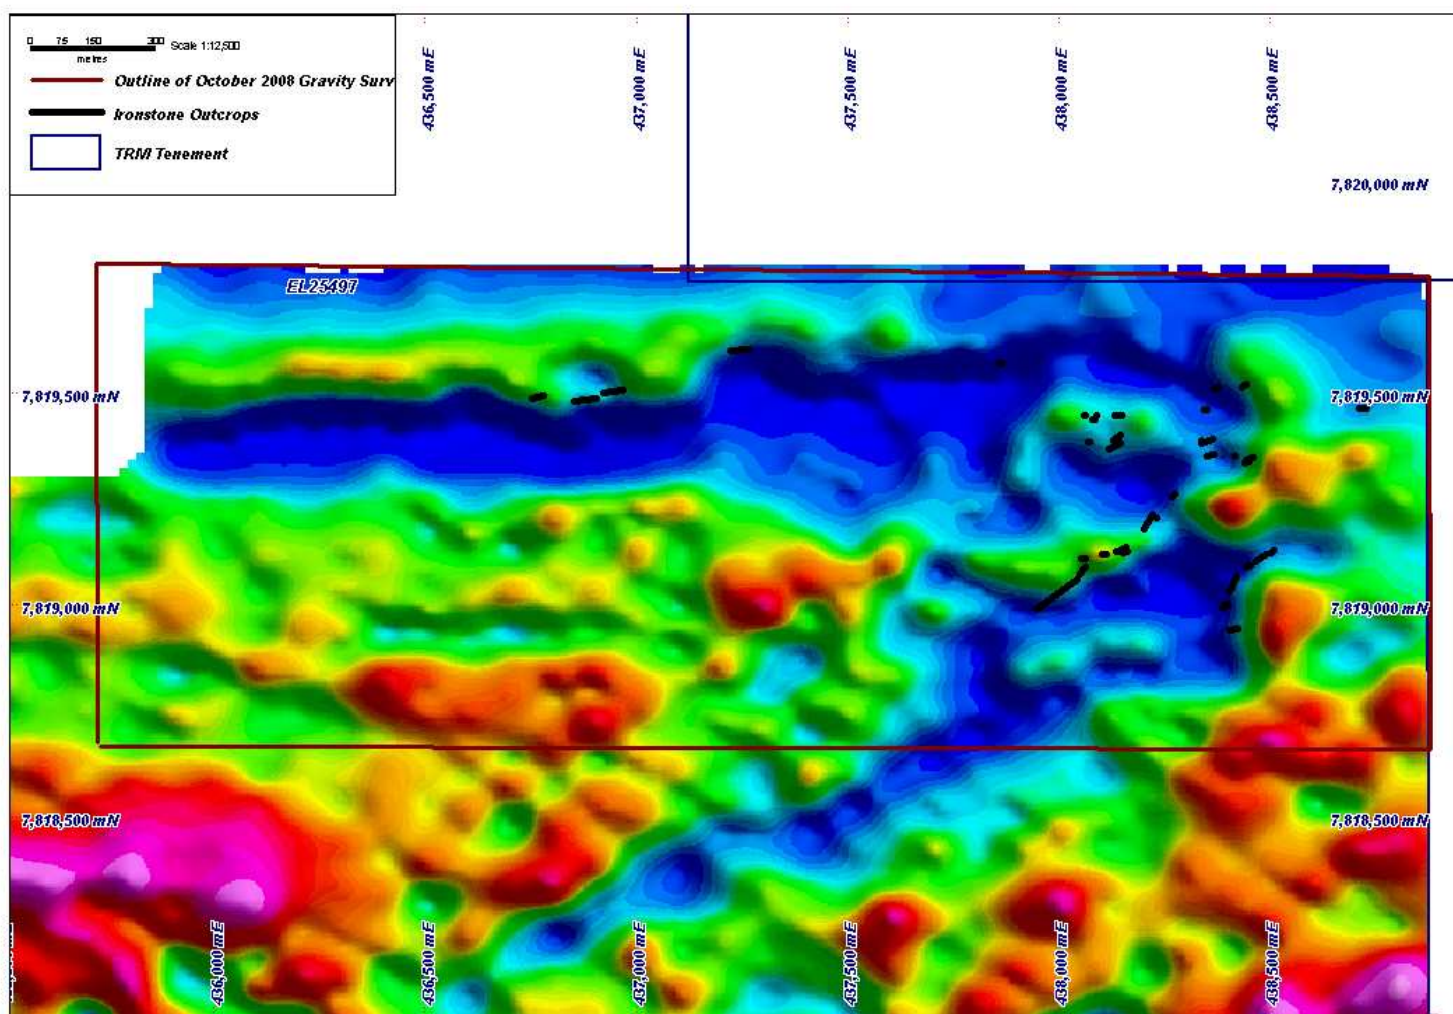 0 75 150 300 Scale 1:12,500
metres
Outline of October 2008 Gravity Surv
Ironstone Outcrops
TRM Tenement
436,500 mE
437,000 mE
437,500 mE
438,000 mE
438,500 mE
7,820,000 mN
EL25497
7,819,500 mN
7,819,500 mN
7,819,000 mN
7,819,000 mN
7,818,500 mN
7,818,500 mN
436,000 mE
436,500 mE
437,000 mE
437,500 mE
438,000 mE
438,500 mE